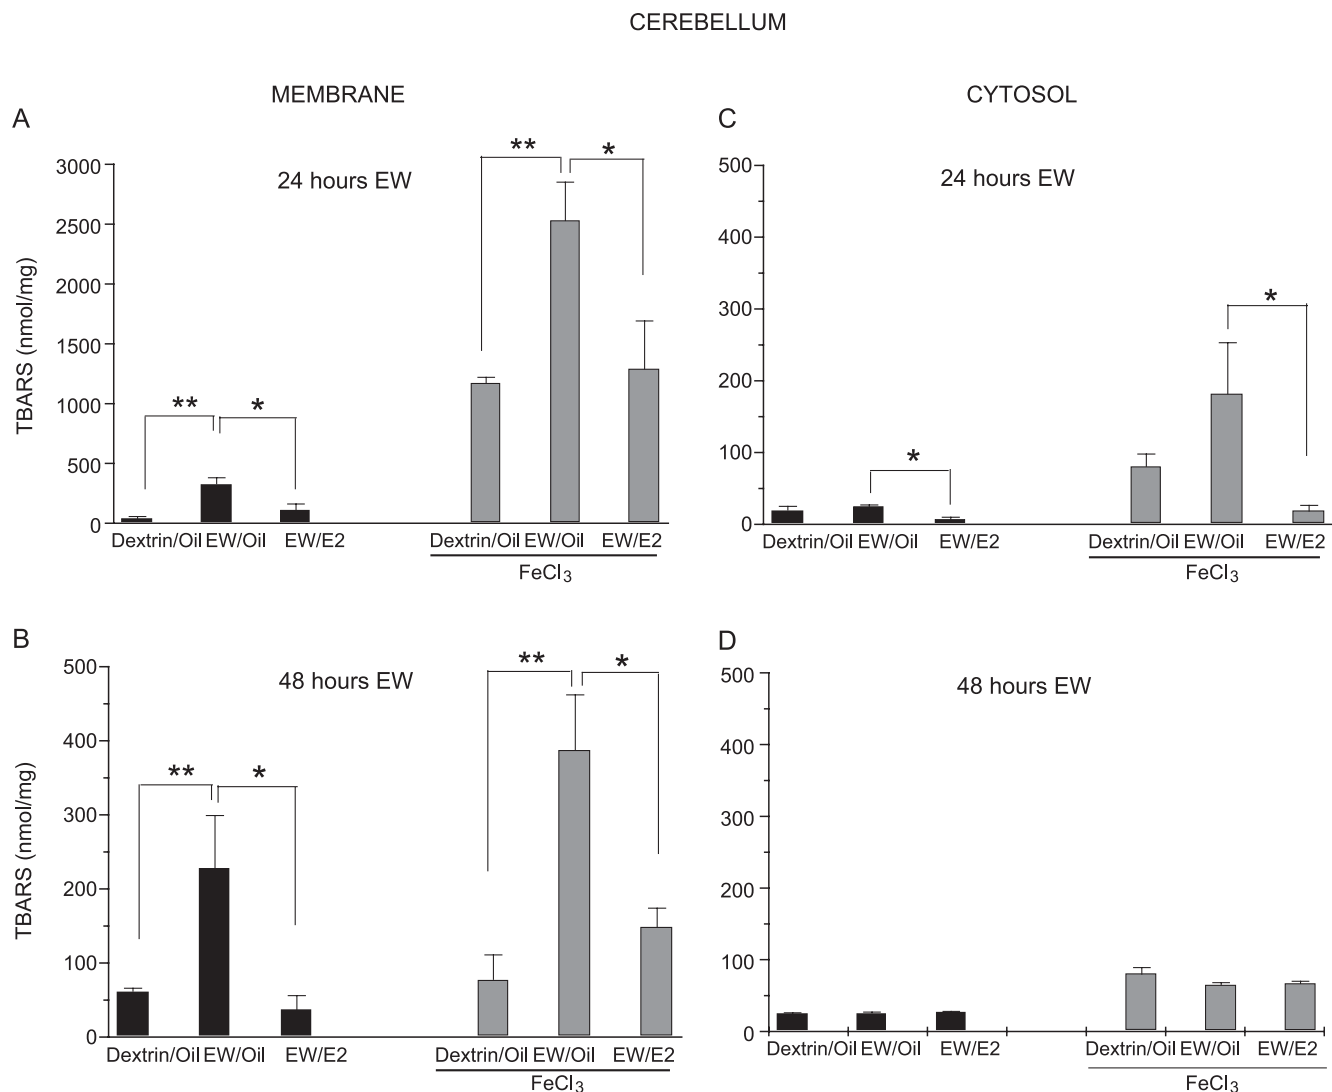 CEREBELLUM
MEMBRANE
CYTOSOL
A
24 hours EW
TBARS (nmol/mg)
3000
2500
2000
1500
1000
500
0
** * ** *
Dextrin/Oil EW/Oil EW/E2 Dextrin/Oil EW/Oil EW/E2
FeCl3
C
24 hours EW
500
400
300
200
100
0
* *
Dextrin/Oil EW/Oil EW/E2 Dextrin/Oil EW/Oil EW/E2
FeCl3
B
48 hours EW
TBARS (nmol/mg)
500
400
300
200
100
0
** * ** *
Dextrin/Oil EW/Oil EW/E2 Dextrin/Oil EW/Oil EW/E2
FeCl3
D
48 hours EW
500
400
300
200
100
0
Dextrin/Oil EW/Oil EW/E2 Dextrin/Oil EW/Oil EW/E2
FeCl3